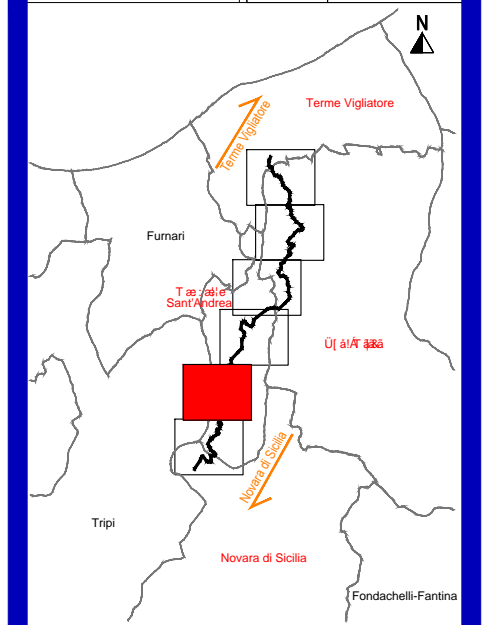 N
Terme Vigliatore
Terme Vigliatore
Furnari
Sant'Andrea
Novara di Sicilia
Tripi
Novara di Sicilia
Fondachelli-Fantina